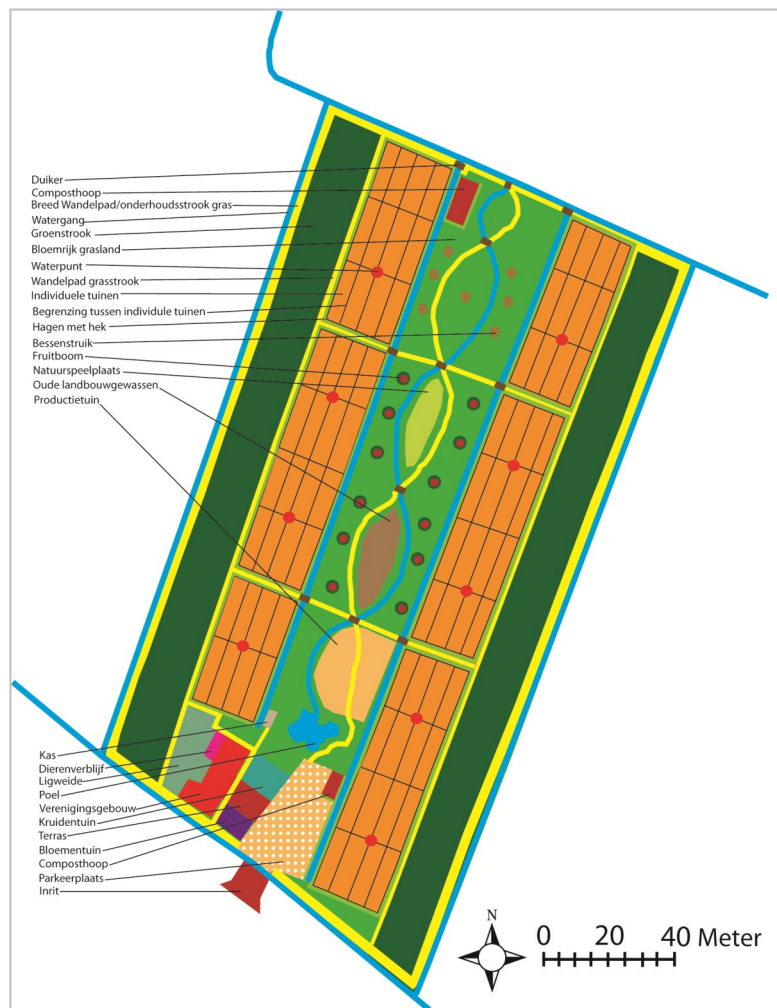 Duiker
Composthoop
Breed Wandelpad/onderhoudsstrook gras
Watergang
Groenstrook
Bloemrijk grasland
Waterpunt
Wandelpad grasstrook
Individuele tuinen
Begrenzing tussen individule tuinen
Hagen met hek
Bessenstruik
Fruitboom
Natuurspeelplaats
Oude landbouwgewassen
Productietuin
Kas
Dierenverblijf
Ligweide
Poel
Verenigingsgebouw
Kruidentuin
Terras
Bloementuin
Composthoop
Parkeerplaats
Inrit
N
0 20 40 Meter